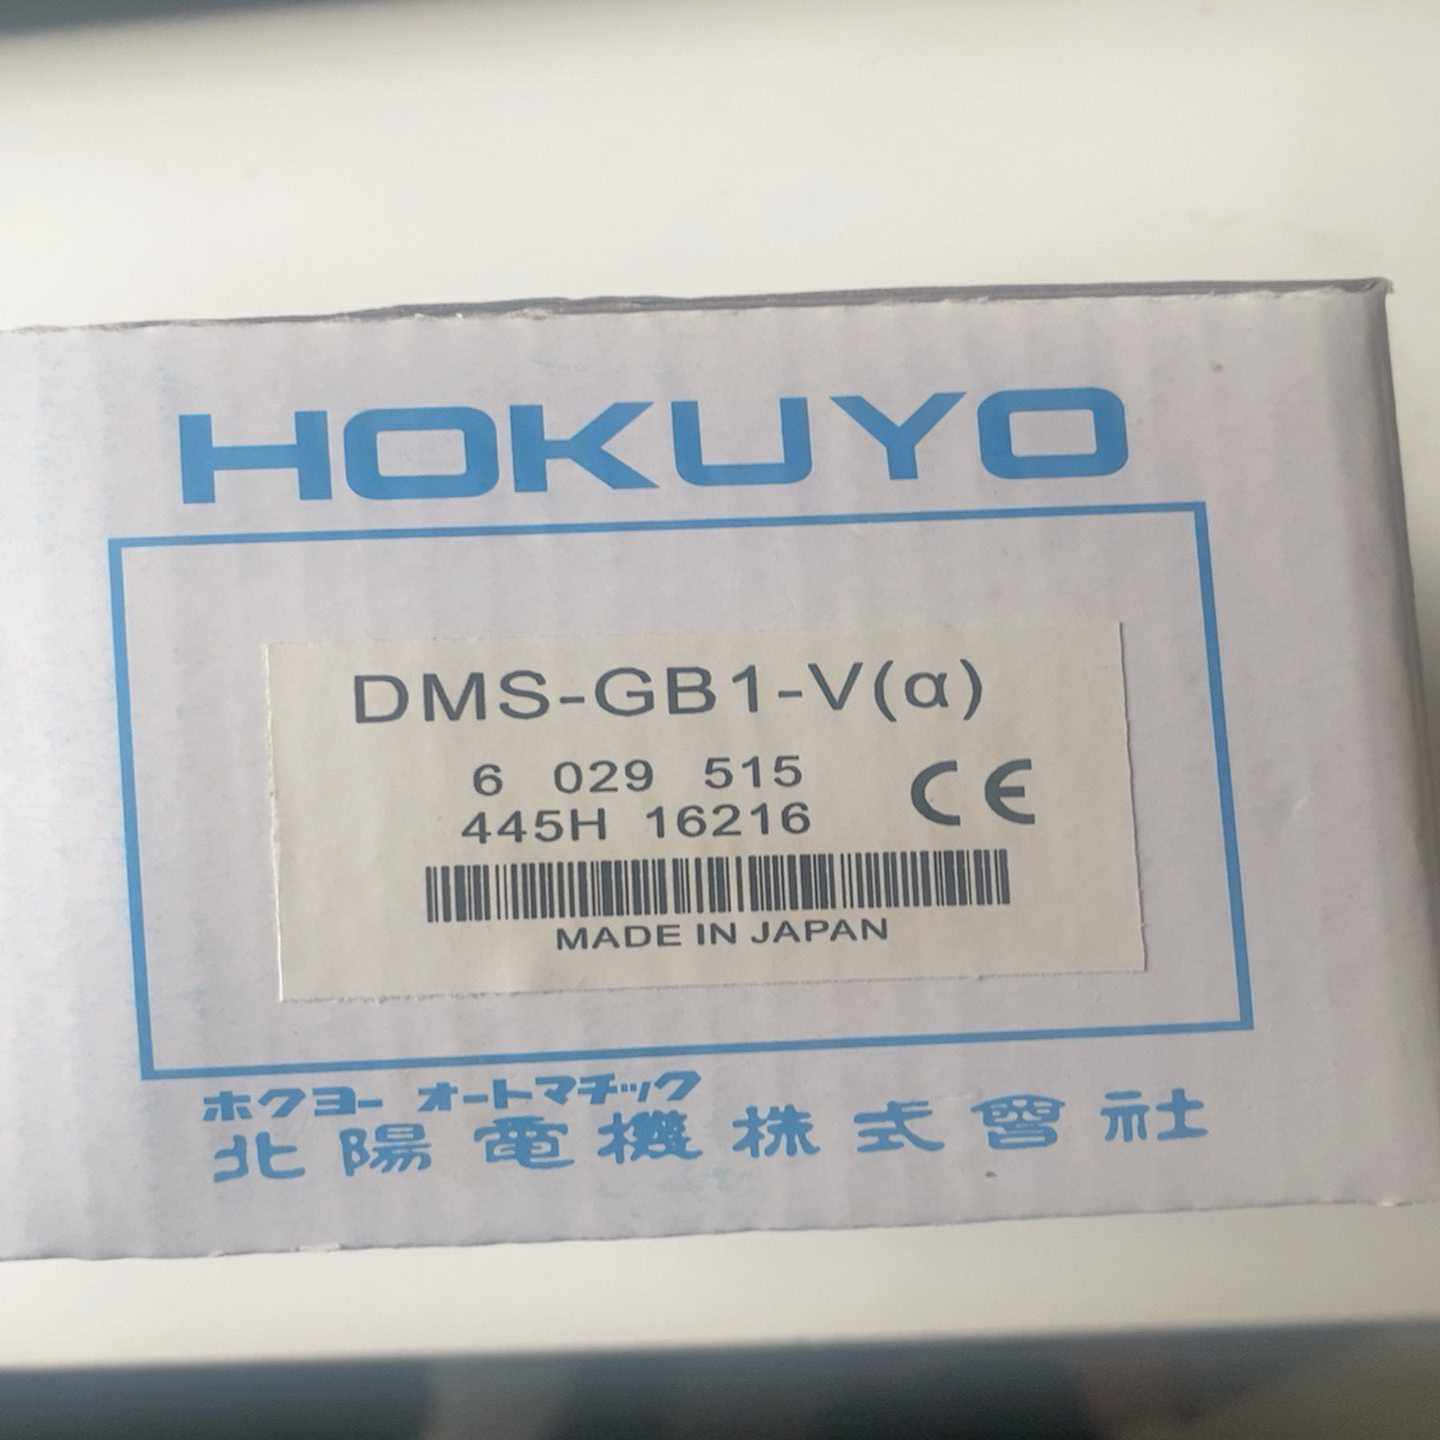 HOKUYO
DMS-GB1-V(α)
6 029 515
445H 16216
CE
MADE IN JAPAN
ホクヨー オートマチック
北陽電機株式會社